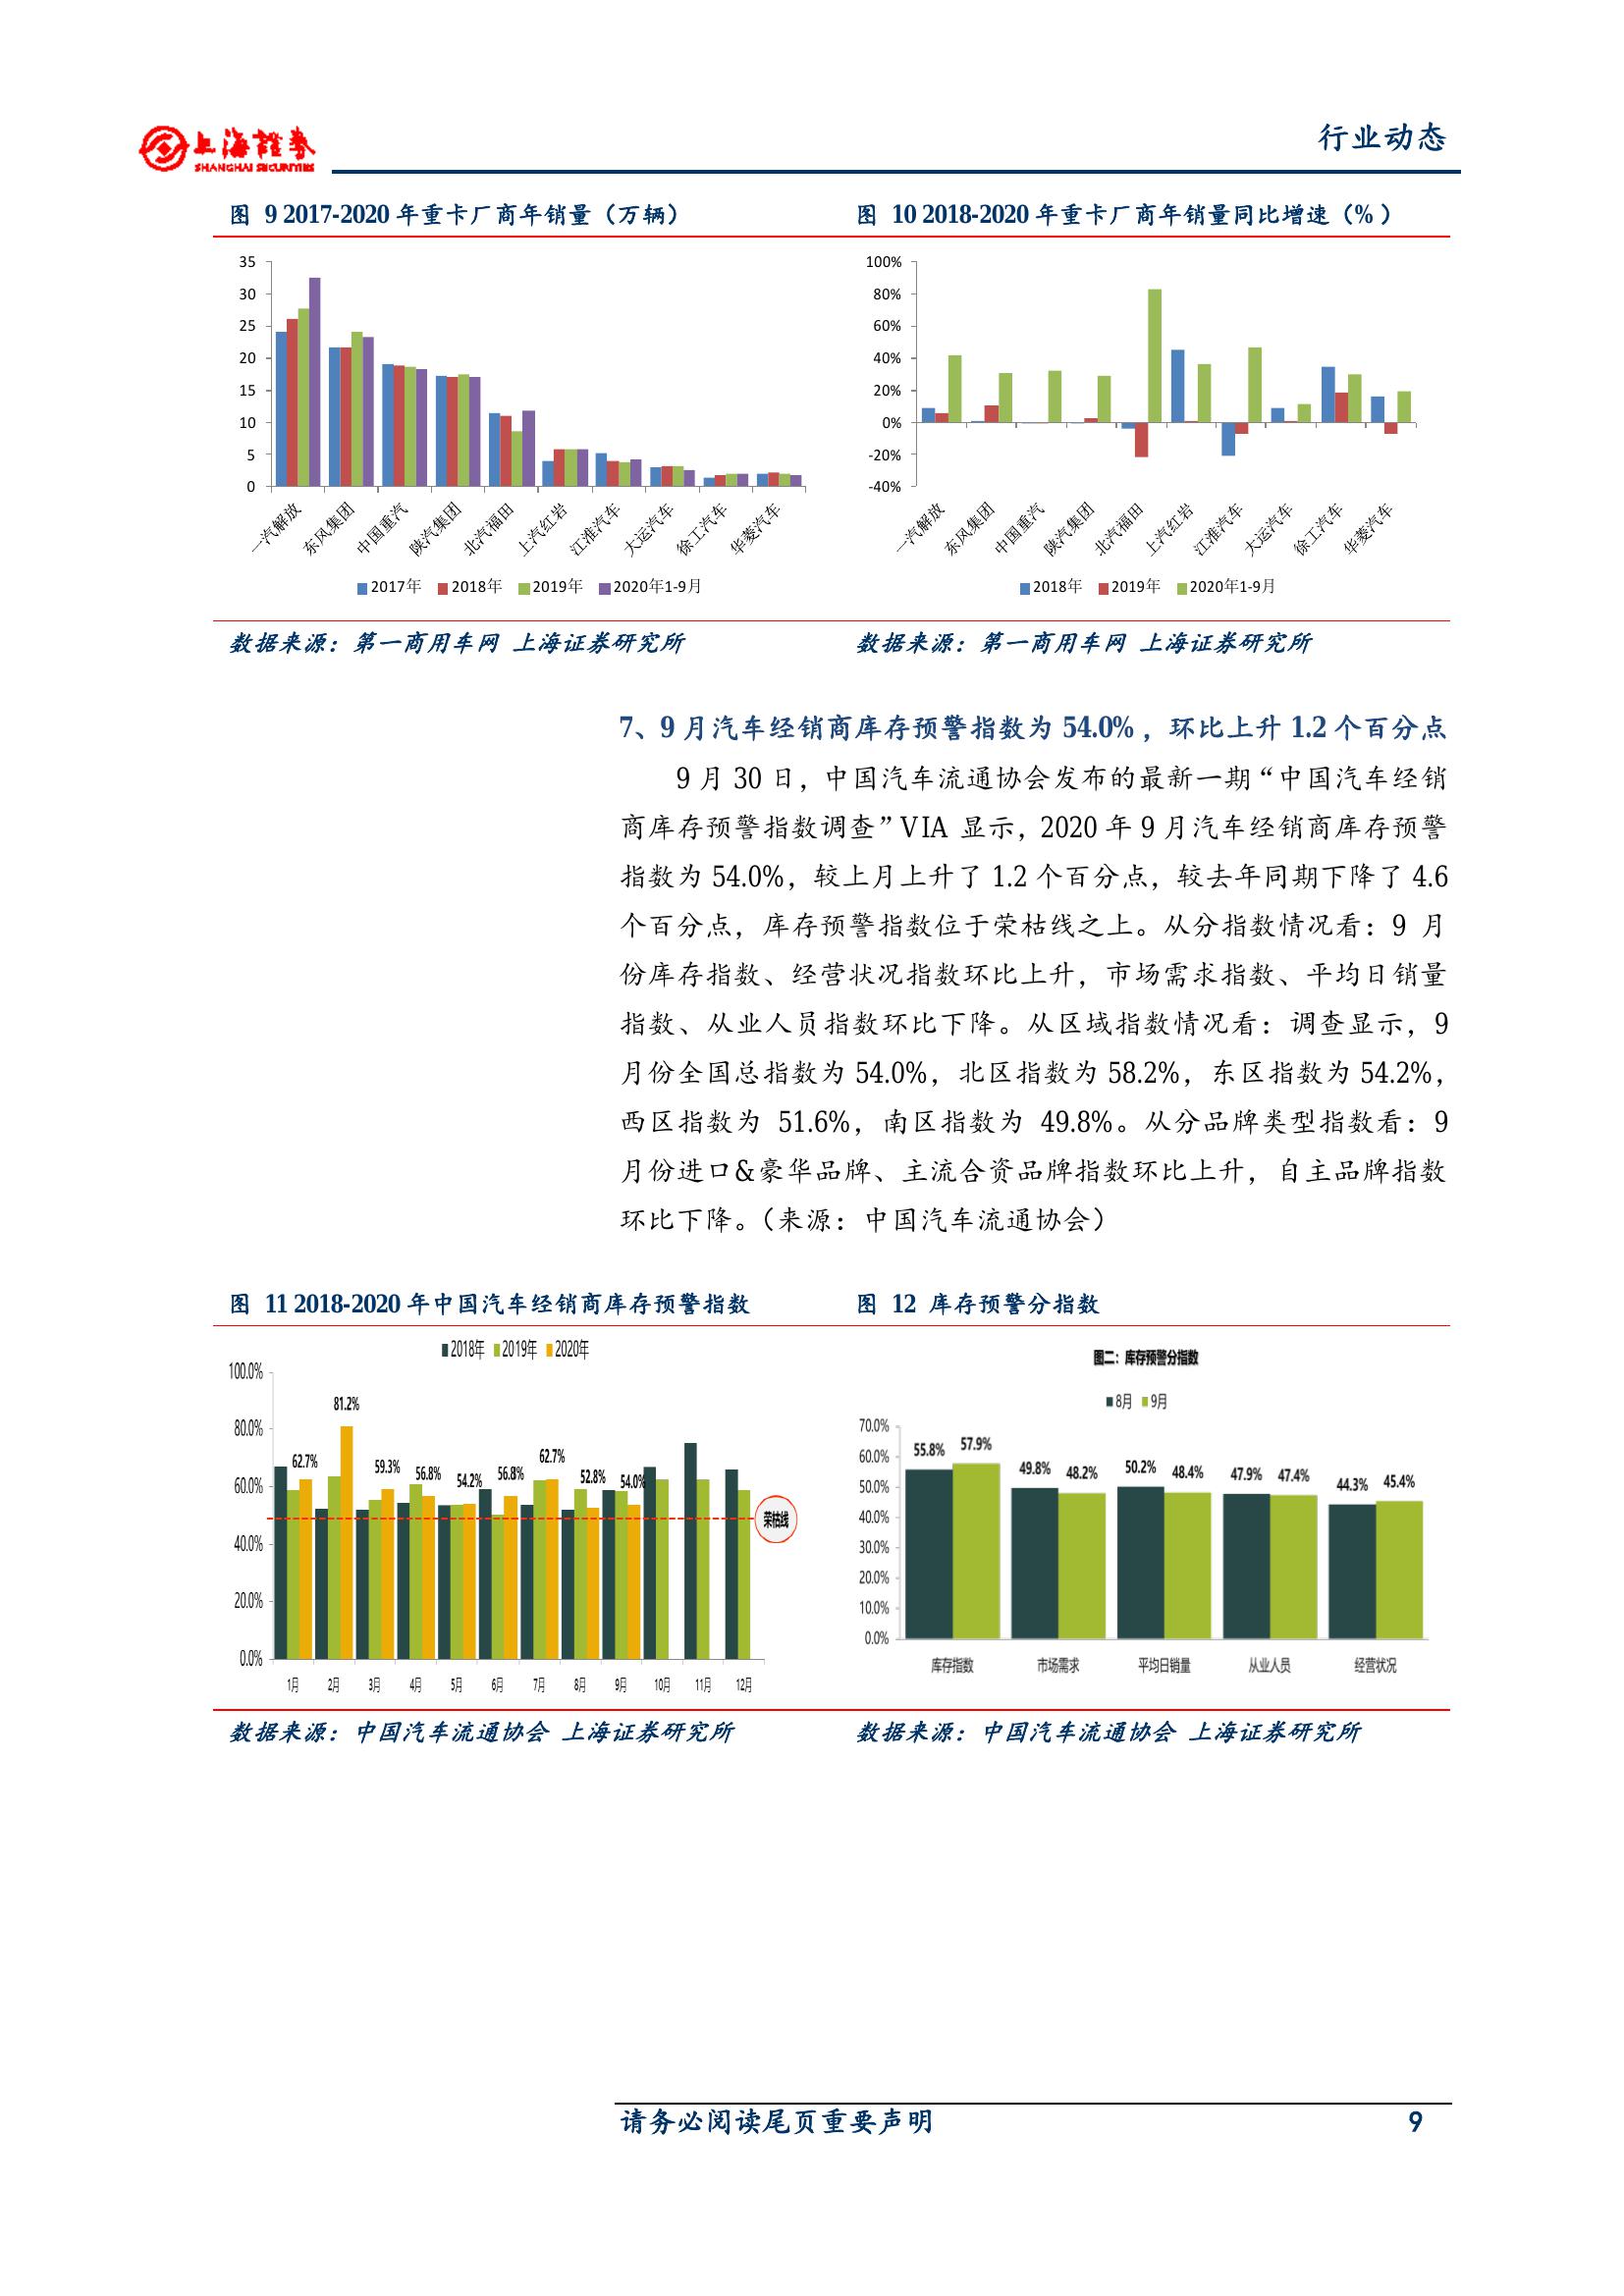 上海證券
SHANGHAI SECURITIES
行业动态
图 9 2017-2020 年重卡厂商年销量（万辆）
35
30
25
20
15
10
5
0
一汽解放 东风集团 中国重汽 陕汽集团 北汽福田 上汽红岩 江淮汽车 大运汽车 徐工汽车 华菱汽车
2017年 2018年 2019年 2020年1-9月
数据来源：第一商用车网 上海证券研究所
图 10 2018-2020 年重卡厂商年销量同比增速（%）
100%
80%
60%
40%
20%
0%
-20%
-40%
一汽解放 东风集团 中国重汽 陕汽集团 北汽福田 上汽红岩 江淮汽车 大运汽车 徐工汽车 华菱汽车
2018年 2019年 2020年1-9月
数据来源：第一商用车网 上海证券研究所
7、9 月汽车经销商库存预警指数为 54.0%，环比上升 1.2 个百分点
9 月 30 日，中国汽车流通协会发布的最新一期“中国汽车经销
商库存预警指数调查”VIA 显示，2020 年 9 月汽车经销商库存预警
指数为 54.0%，较上月上升了 1.2 个百分点，较去年同期下降了 4.6
个百分点，库存预警指数位于荣枯线之上。从分指数情况看：9 月
份库存指数、经营状况指数环比上升，市场需求指数、平均日销量
指数、从业人员指数环比下降。从区域指数情况看：调查显示，9
月份全国总指数为 54.0%，北区指数为 58.2%，东区指数为 54.2%，
西区指数为 51.6%，南区指数为 49.8%。从分品牌类型指数看：9
月份进口&豪华品牌、主流合资品牌指数环比上升，自主品牌指数
环比下降。（来源：中国汽车流通协会）
图 11 2018-2020 年中国汽车经销商库存预警指数
2018年 2019年 2020年
100.0%
80.0%
60.0%
40.0%
20.0%
0.0%
62.7% 81.2% 59.3% 56.8% 54.2% 56.8% 62.7% 52.8% 54.0%
荣枯线
1月 2月 3月 4月 5月 6月 7月 8月 9月 10月 11月 12月
数据来源：中国汽车流通协会 上海证券研究所
图 12 库存预警分指数
图二：库存预警分指数
8月 9月
70.0%
60.0%
50.0%
40.0%
30.0%
20.0%
10.0%
0.0%
55.8% 57.9% 49.8% 48.2% 50.2% 48.4% 47.9% 47.4% 44.3% 45.4%
库存指数 市场需求 平均日销量 从业人员 经营状况
数据来源：中国汽车流通协会 上海证券研究所
请务必阅读尾页重要声明
9